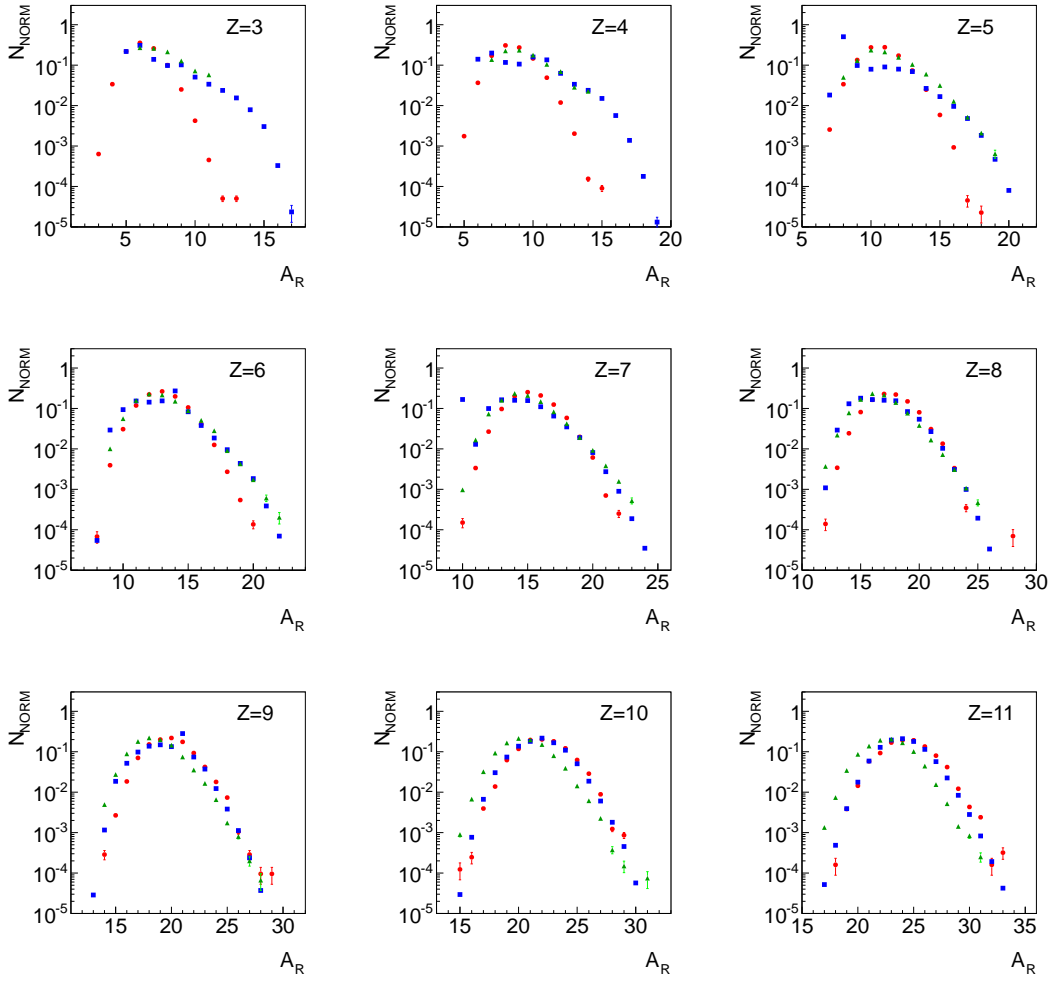 N_NORM
Z=3
1
10^-1
10^-2
10^-3
10^-4
10^-5
5 10 15
A_R
N_NORM
Z=4
1
10^-1
10^-2
10^-3
10^-4
10^-5
5 10 15 20
A_R
N_NORM
Z=5
1
10^-1
10^-2
10^-3
10^-4
10^-5
5 10 15 20
A_R
N_NORM
Z=6
1
10^-1
10^-2
10^-3
10^-4
10^-5
10 15 20
A_R
N_NORM
Z=7
1
10^-1
10^-2
10^-3
10^-4
10^-5
10 15 20 25
A_R
N_NORM
Z=8
1
10^-1
10^-2
10^-3
10^-4
10^-5
10 15 20 25 30
A_R
N_NORM
Z=9
1
10^-1
10^-2
10^-3
10^-4
10^-5
15 20 25 30
A_R
N_NORM
Z=10
1
10^-1
10^-2
10^-3
10^-4
10^-5
15 20 25 30
A_R
N_NORM
Z=11
1
10^-1
10^-2
10^-3
10^-4
10^-5
15 20 25 30 35
A_R